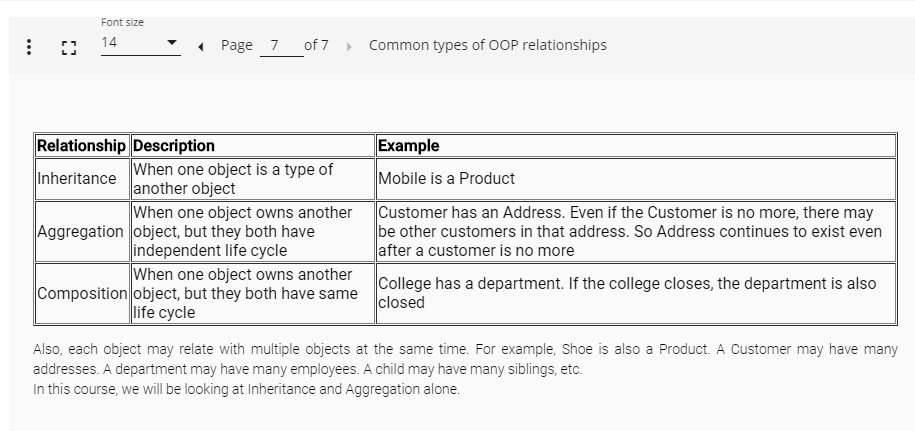 Font size
14 Page 7 of 7 Common types of OOP relationships
Relationship Description Example
Inheritance
When one object is a type of
another object
Mobile is a Product
Aggregation
When one object owns another
object, but they both have
independent life cycle
Customer has an Address. Even if the Customer is no more, there may
be other customers in that address. So Address continues to exist even
after a customer is no more
Composition
When one object owns another
object, but they both have same
life cycle
College has a department. If the college closes, the department is also
closed
Also, each object may relate with multiple objects at the same time. For example, Shoe is also a Product. A Customer may have many
addresses. A department may have many employees. A child may have many siblings, etc.
In this course, we will be looking at Inheritance and Aggregation alone.